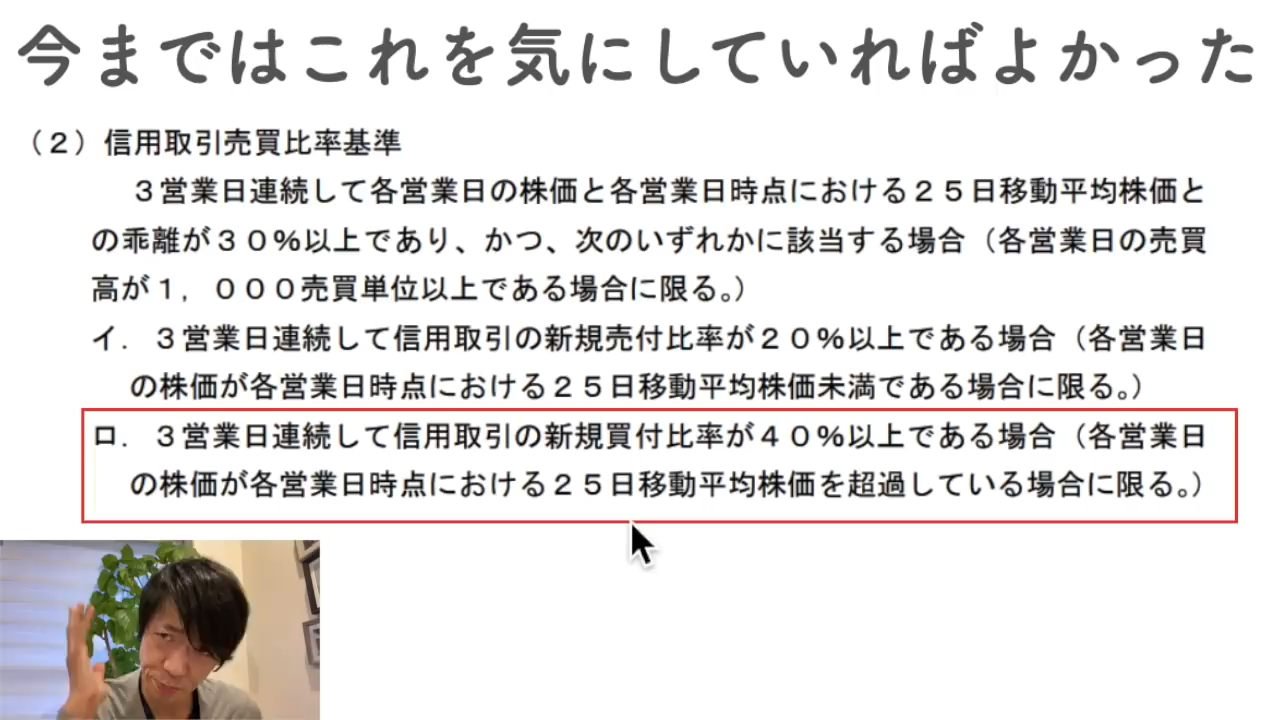 今まではこれを気にしていればよかった
（２）信用取引売買比率基準
３営業日連続して各営業日の株価と各営業日時点における２５日移動平均株価と
の乖離が３０％以上であり、かつ、次のいずれかに該当する場合（各営業日の売買
高が１，０００売買単位以上である場合に限る。）
イ．３営業日連続して信用取引の新規売付比率が２０％以上である場合（各営業日
の株価が各営業日時点における２５日移動平均株価未満である場合に限る。）
ロ．３営業日連続して信用取引の新規買付比率が４０％以上である場合（各営業日
の株価が各営業日時点における２５日移動平均株価を超過している場合に限る。）